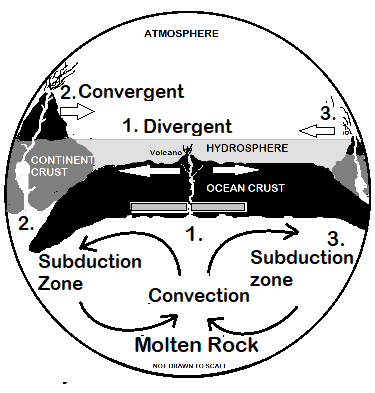 ATMOSPHERE
2. Convergent
3.
1. Divergent
Volcano
HYDROSPHERE
CONTINENT
CRUST
OCEAN CRUST
2.
1.
3.
Subduction
Zone
Subduction
zone
Convection
Molten Rock
NOT DRAWN TO SCALE